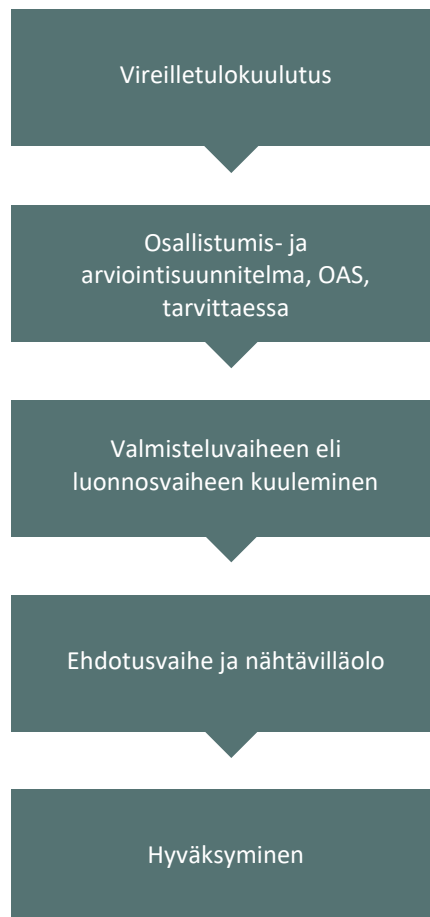 Vireilletulokuulutus
Osallistumis- ja
arviointisuunnitelma, OAS,
tarvittaessa
Valmisteluvaiheen eli
luonnosvaiheen kuuleminen
Ehdotusvaihe ja nähtävilläolo
Hyväksyminen